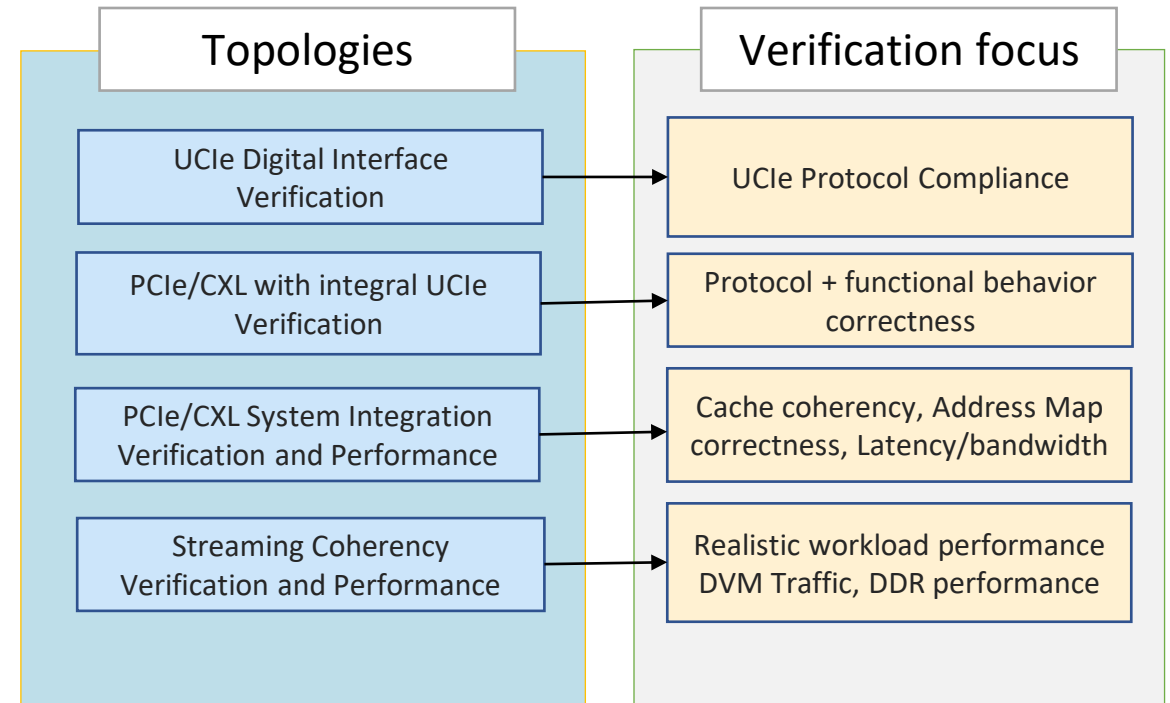 Topologies
Verification focus
UCIe Digital Interface
Verification
UCIe Protocol Compliance
PCIe/CXL with integral UCIe
Verification
Protocol + functional behavior
correctness
PCIe/CXL System Integration
Verification and Performance
Cache coherency, Address Map
correctness, Latency/bandwidth
Streaming Coherency
Verification and Performance
Realistic workload performance
DVM Traffic, DDR performance